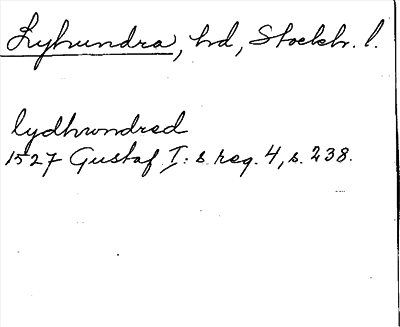 Lyhundra, hd, Stockh. l.
lydhwndred
1527 Gustaf I: s reg. 4, s. 238.